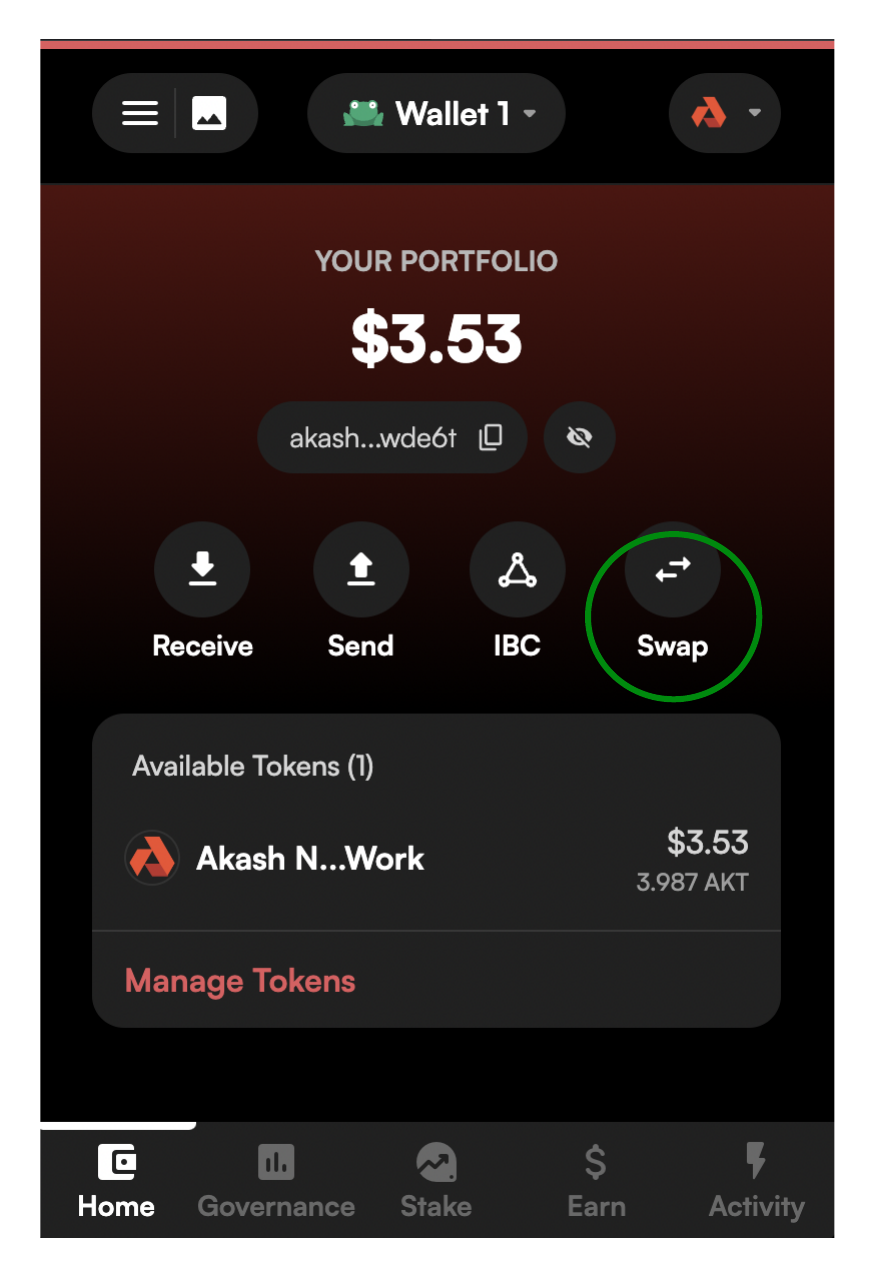 Wallet 1
YOUR PORTFOLIO
$3.53
akash...wde6t
Receive Send IBC Swap
Available Tokens (1)
Akash N...Work $3.53
3.987 AKT
Manage Tokens
Home Governance Stake Earn Activity